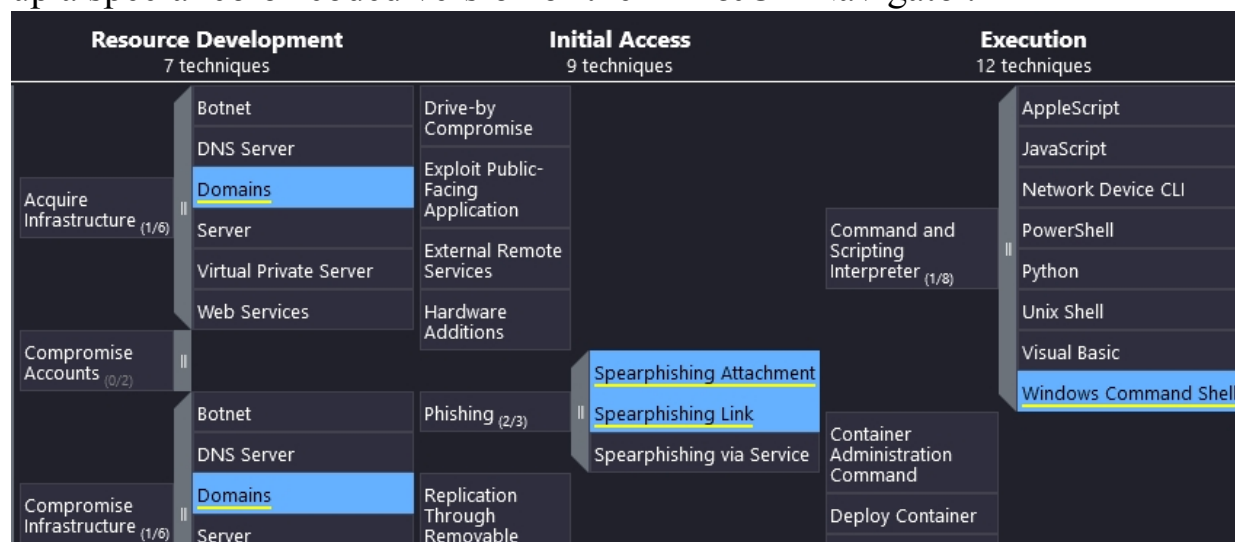 Resource Development
7 techniques
Initial Access
9 techniques
Execution
12 techniques
Acquire
Infrastructure (1/6)
Botnet
DNS Server
Domains
Server
Virtual Private Server
Web Services
Compromise
Accounts (0/2)
Compromise
Infrastructure (1/6)
Botnet
DNS Server
Domains
Server
Drive-by
Compromise
Exploit Public-
Facing
Application
External Remote
Services
Hardware
Additions
Phishing (2/3)
Spearphishing Attachment
Spearphishing Link
Spearphishing via Service
Replication
Through
Removable
Command and
Scripting
Interpreter (1/8)
AppleScript
JavaScript
Network Device CLI
PowerShell
Python
Unix Shell
Visual Basic
Windows Command Shell
Container
Administration
Command
Deploy Container